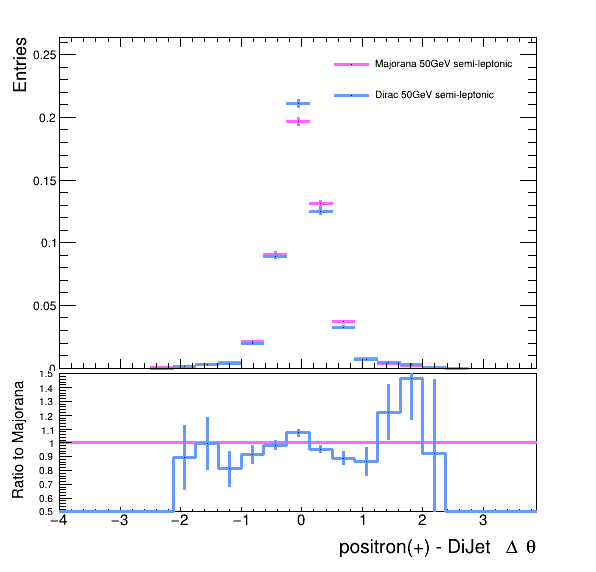 Entries
0.25
0.2
0.15
0.1
0.05
0
Majorana 50GeV semi-leptonic
Dirac 50GeV semi-leptonic
Ratio to Majorana
1.5
1.4
1.3
1.2
1.1
1
0.9
0.8
0.7
0.6
0.5
−4 −3 −2 −1 0 1 2 3
positron(+) - DiJet Δ θ